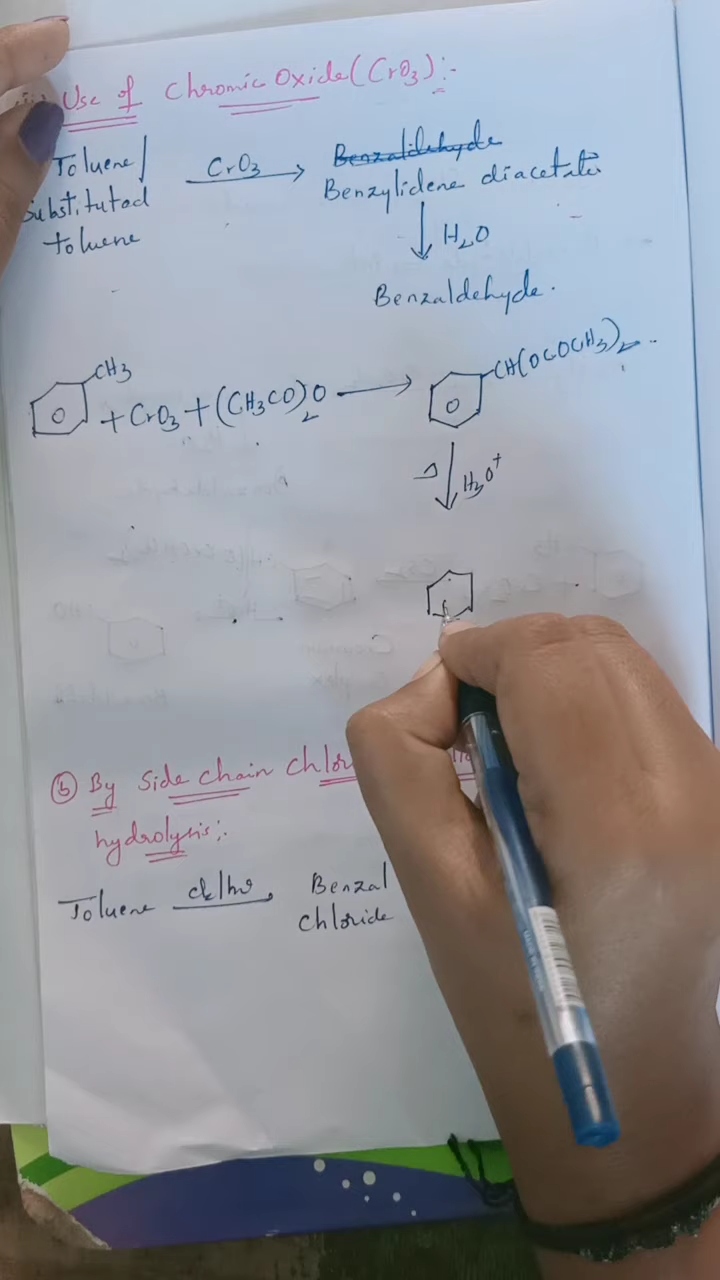 Use of Chromic Oxide (CrO3):-
Toluene/
Substituted
toluene
CrO3
Benzaldehyde
Benzylidene diacetate
H2O
Benzaldehyde.
CH3
+ CrO3 + (CH3CO)2O
CH(OCOCH3)2.
△ H3O+
(b) By Side chain chlor
hydrolysis:-
Toluene cl2/hν Benzal
chloride